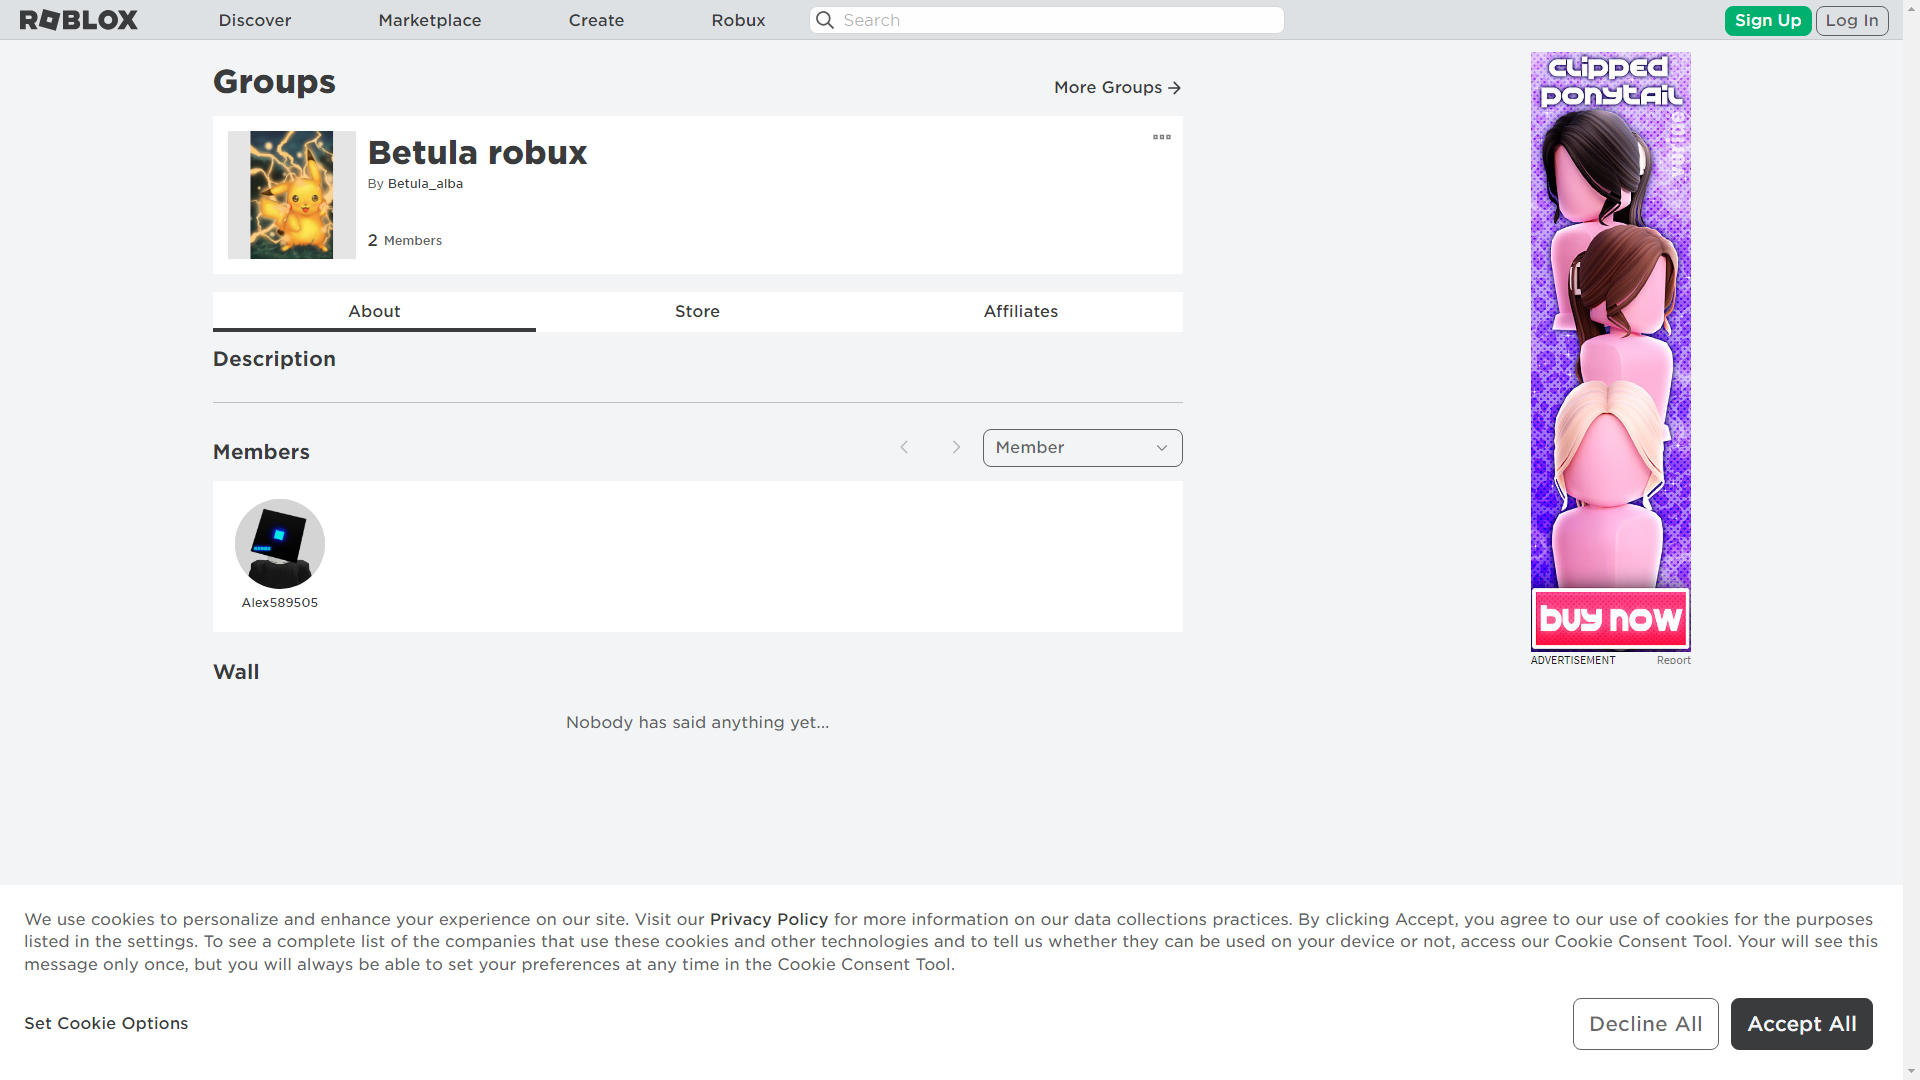 ROBLOX
Discover
Marketplace
Create
Robux
Search
Sign Up
Log In
Groups
More Groups
Betula robux
By Betula_alba
2 Members
About
Store
Affiliates
Description
Members
Member
Alex589505
Wall
Nobody has said anything yet...
clipped
ponytail
buy now
ADVERTISEMENT
Report
We use cookies to personalize and enhance your experience on our site. Visit our Privacy Policy for more information on our data collections practices. By clicking Accept, you agree to our use of cookies for the purposes
listed in the settings. To see a complete list of the companies that use these cookies and other technologies and to tell us whether they can be used on your device or not, access our Cookie Consent Tool. Your will see this
message only once, but you will always be able to set your preferences at any time in the Cookie Consent Tool.
Set Cookie Options
Decline All
Accept All